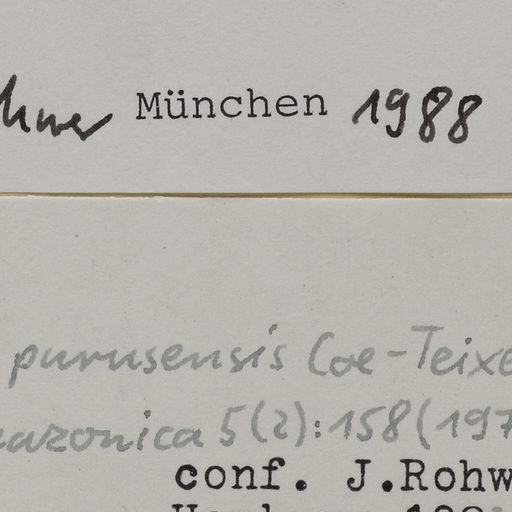 München 1988
purusensis Coe-Teixe
azonica 5(2):158(197
conf. J.Rohw